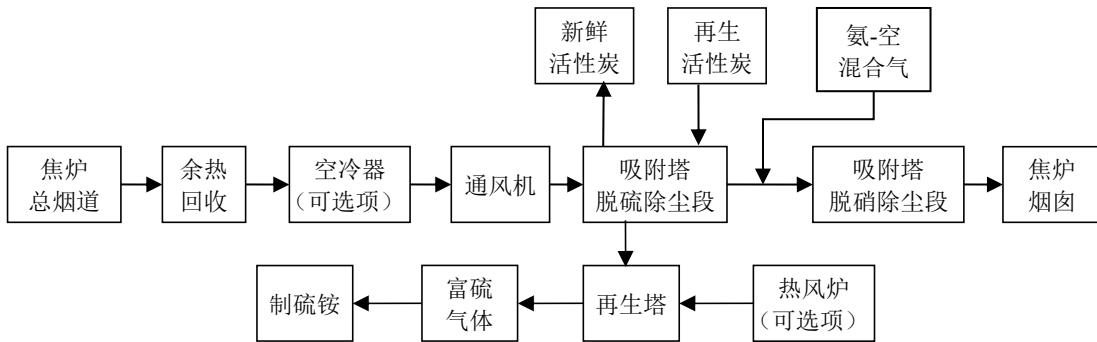 新鲜
活性炭
再生
活性炭
氨-空
混合气
焦炉
总烟道
余热
回收
空冷器
（可选项）
通风机
吸附塔
脱硫除尘段
吸附塔
脱硝除尘段
焦炉
烟囱
制硫铵
富硫
气体
再生塔
热风炉
（可选项）